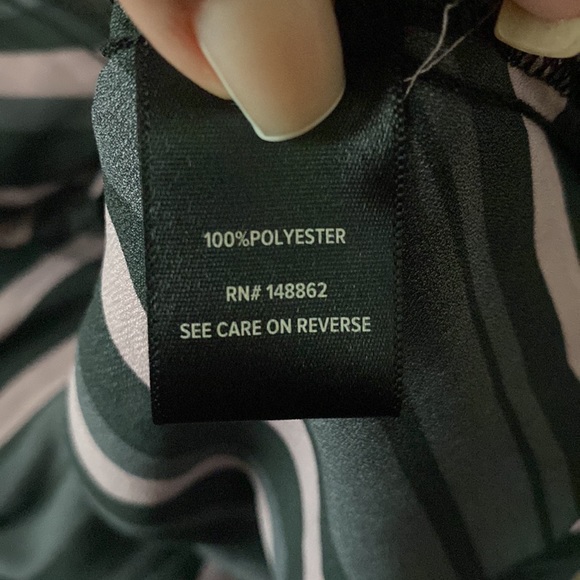 100%POLYESTER
RN# 148862
SEE CARE ON REVERSE